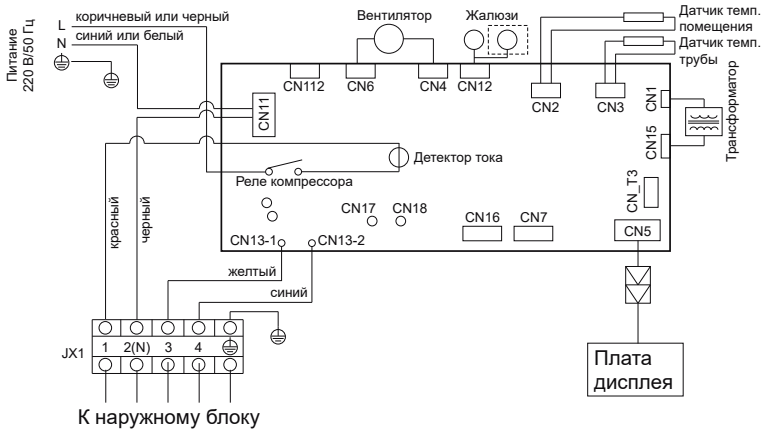 Питание
220 В/50 Гц
L
коричневый или черный
N
синий или белый
Вентилятор
Жалюзи
Датчик темп.
помещения
Датчик темп.
трубы
CN112
CN6
CN4
CN12
CN2
CN3
CN1
CN11
CN15
Трансформатор
Детектор тока
Реле компрессора
CN_T3
CN17
CN18
CN16
CN7
CN5
CN13-1
CN13-2
красный
черный
желтый
синий
JX1
1
2(N)
3
4
Плата
дисплея
К наружному блоку